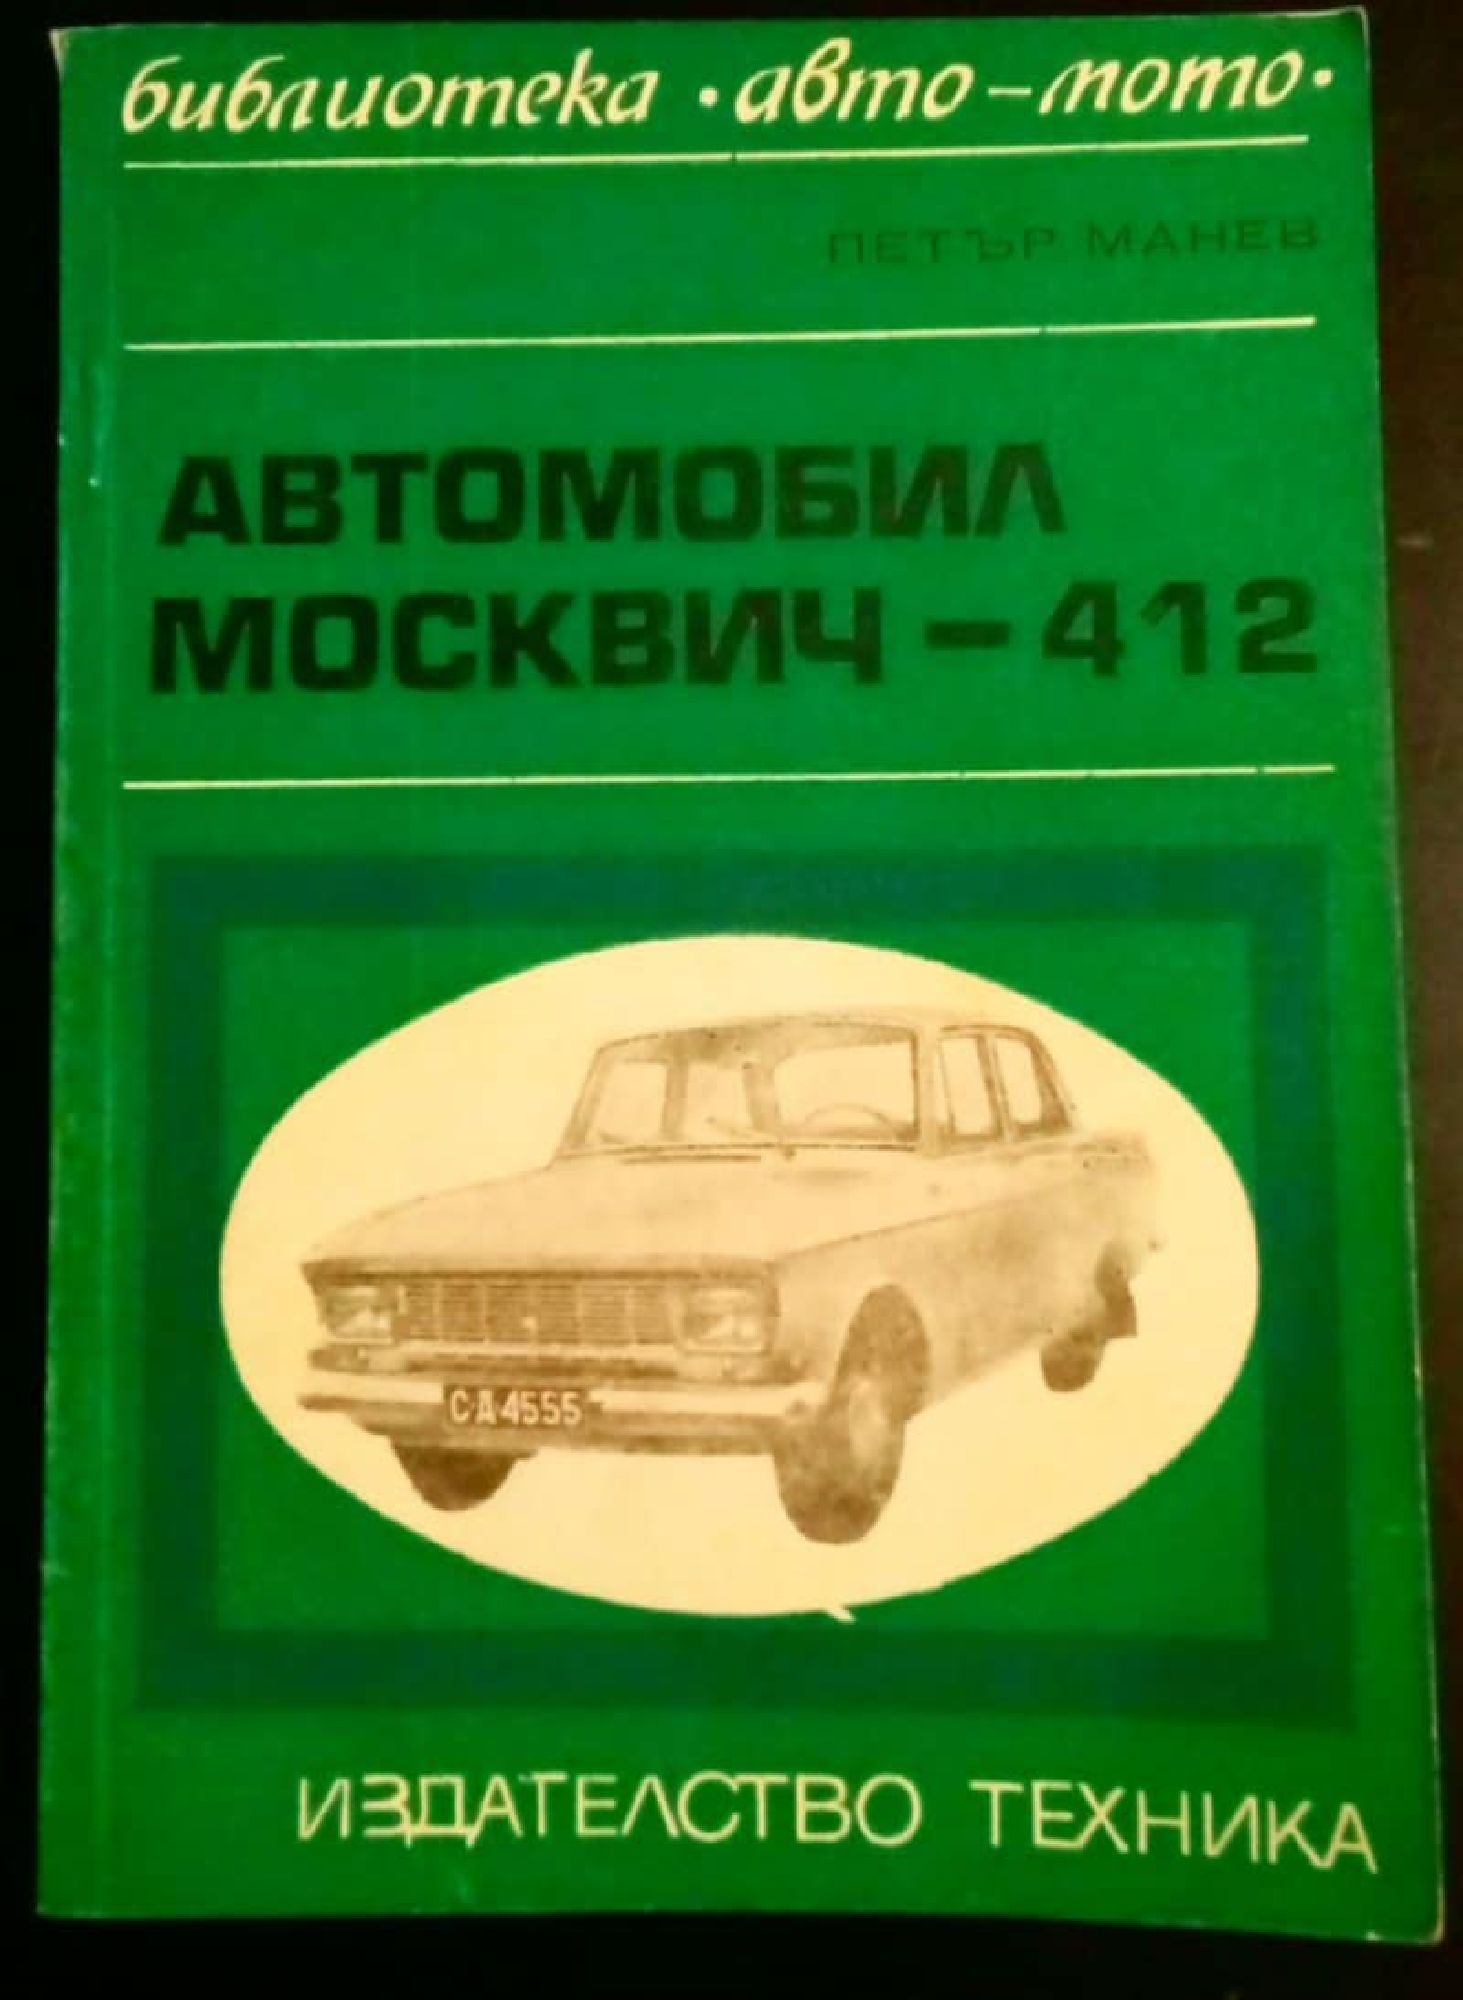 библиотека • авто – мото •
ПЕТЪР МАНЕВ
АВТОМОБИЛ
МОСКВИЧ – 412
СА 4555
ИЗДАТЕЛСТВО ТЕХНИКА